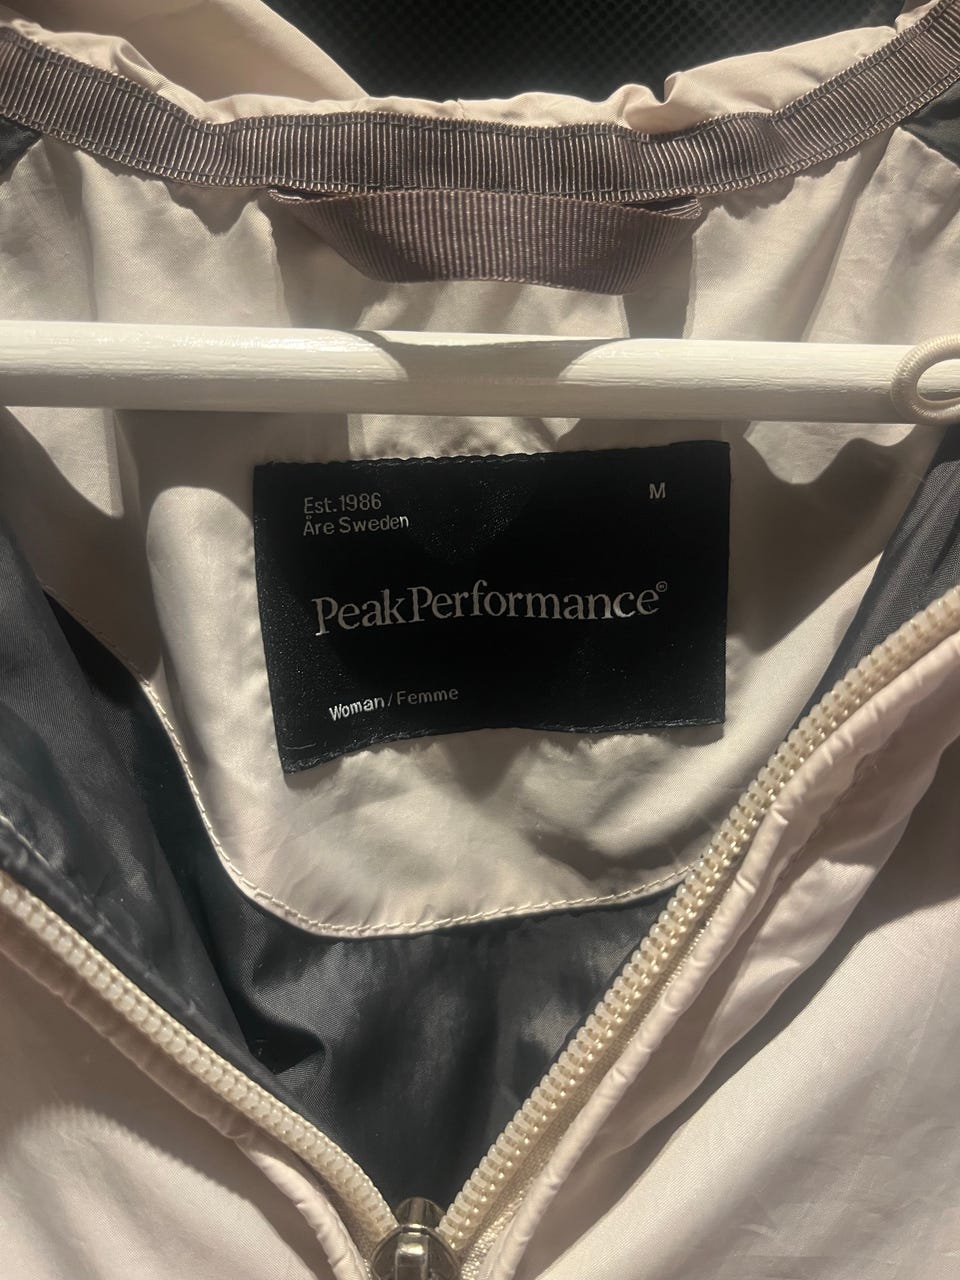 Est.1986
M
Åre Sweden
PeakPerformance®
Woman/Femme